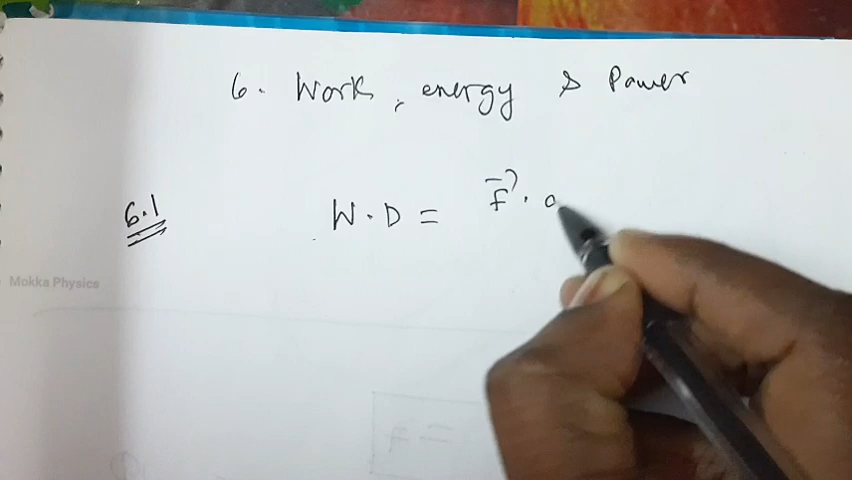 6. Work, energy & Power
6.1 W.D = F⃗ .
Mokka Physics
F =